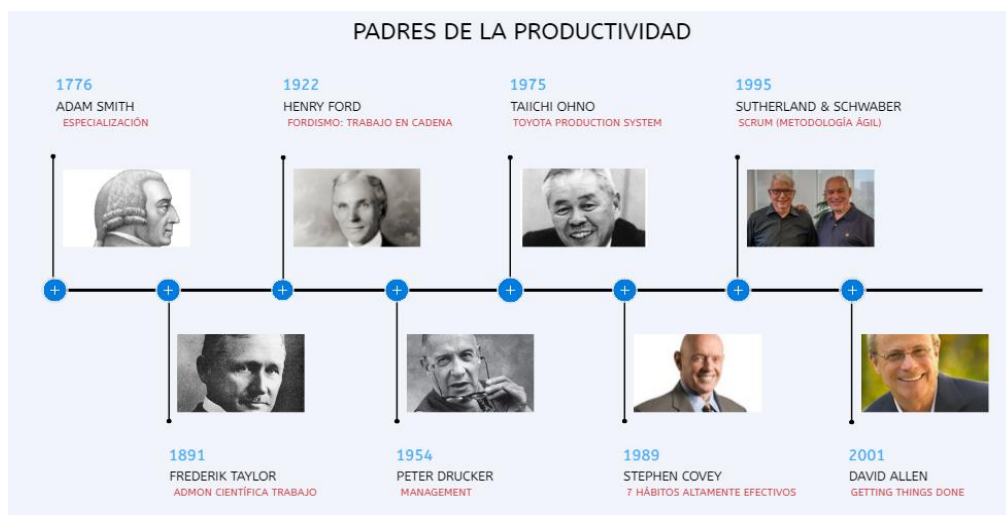 PADRES DE LA PRODUCTIVIDAD
1776
ADAM SMITH
ESPECIALIZACIÓN
1922
HENRY FORD
FORDISMO: TRABAJO EN CADENA
1975
TAIICHI OHNO
TOYOTA PRODUCTION SYSTEM
1995
SUTHERLAND & SCHWABER
SCRUM (METODOLOGÍA ÁGIL)
1891
FREDERIK TAYLOR
ADMON CIENTÍFICA TRABAJO
1954
PETER DRUCKER
MANAGEMENT
1989
STEPHEN COVEY
7 HÁBITOS ALTAMENTE EFECTIVOS
2001
DAVID ALLEN
GETTING THINGS DONE